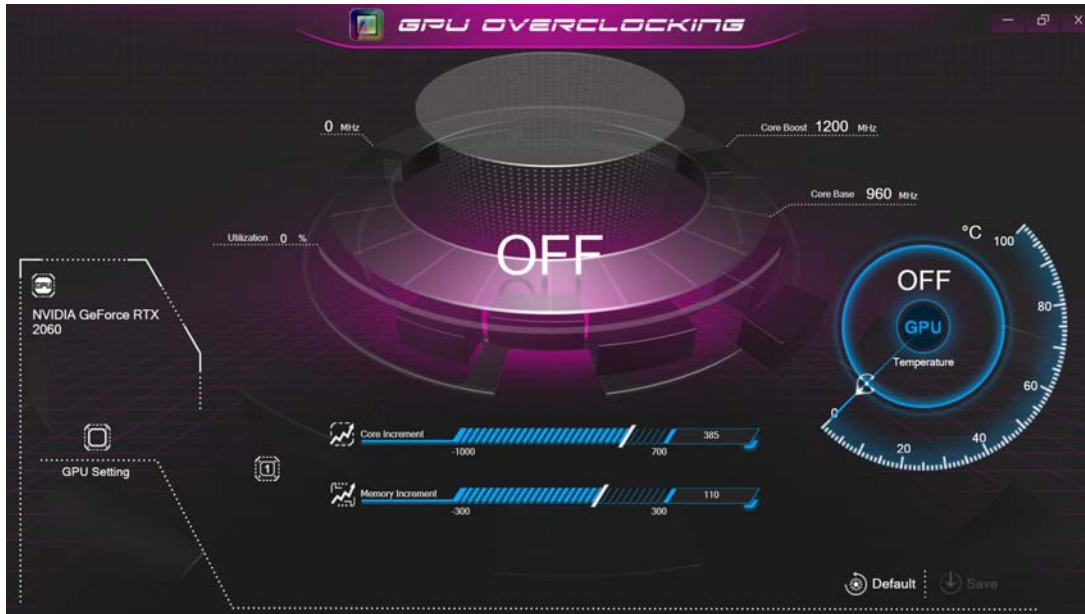 GPU OVERCLOCKING
X
0 MHz
Core Boost 1200 MHz
Core Base 960 MHz
Utilization 0 %
OFF
GPU
NVIDIA GeForce RTX
2060
GPU Setting
1
Core Increment 385
-1000 700
Memory Increment 110
-300 300
°C
OFF
GPU
Temperature
0
20
40
60
80
100
Default
Save